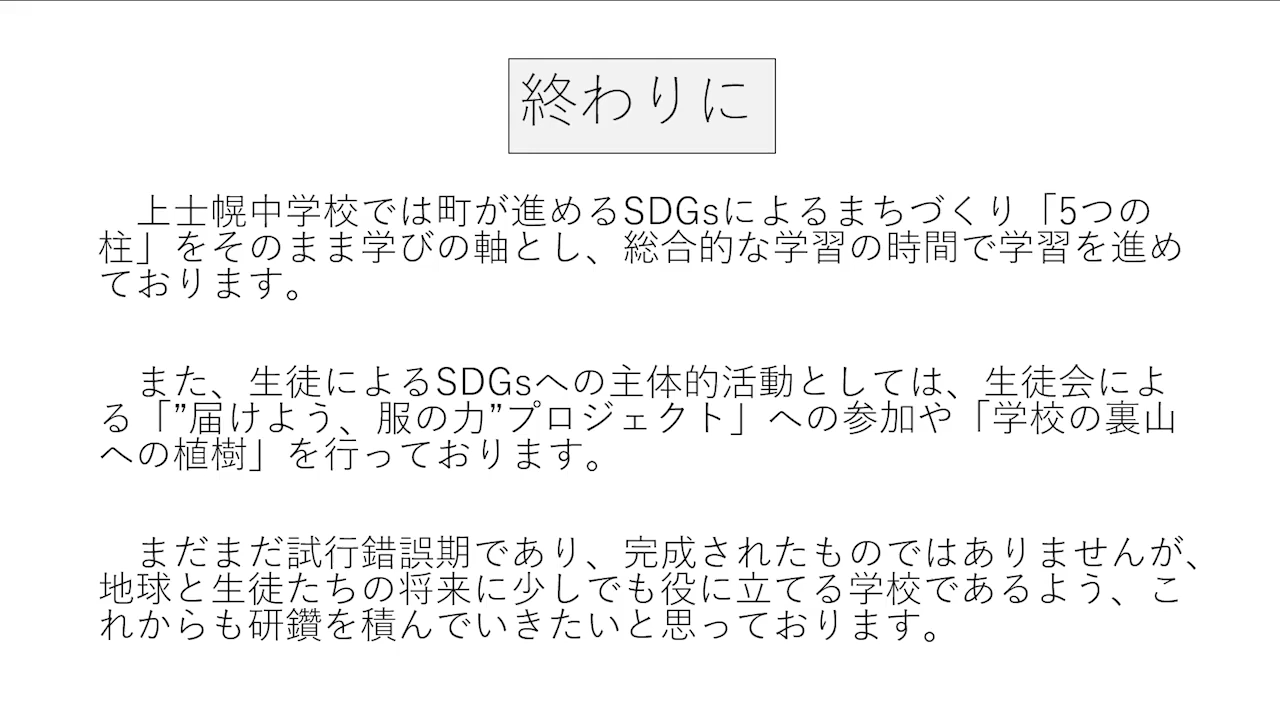 終わりに
上士幌中学校では町が進めるSDGsによるまちづくり「5つの
柱」をそのまま学びの軸とし、総合的な学習の時間で学習を進め
ております。
また、生徒によるSDGsへの主体的活動としては、生徒会によ
る「”届けよう、服の力”プロジェクト」への参加や「学校の裏山
への植樹」を行っております。
まだまだ試行錯誤期であり、完成されたものではありませんが、
地球と生徒たちの将来に少しでも役に立てる学校であるよう、こ
れからも研鑽を積んでいきたいと思っております。